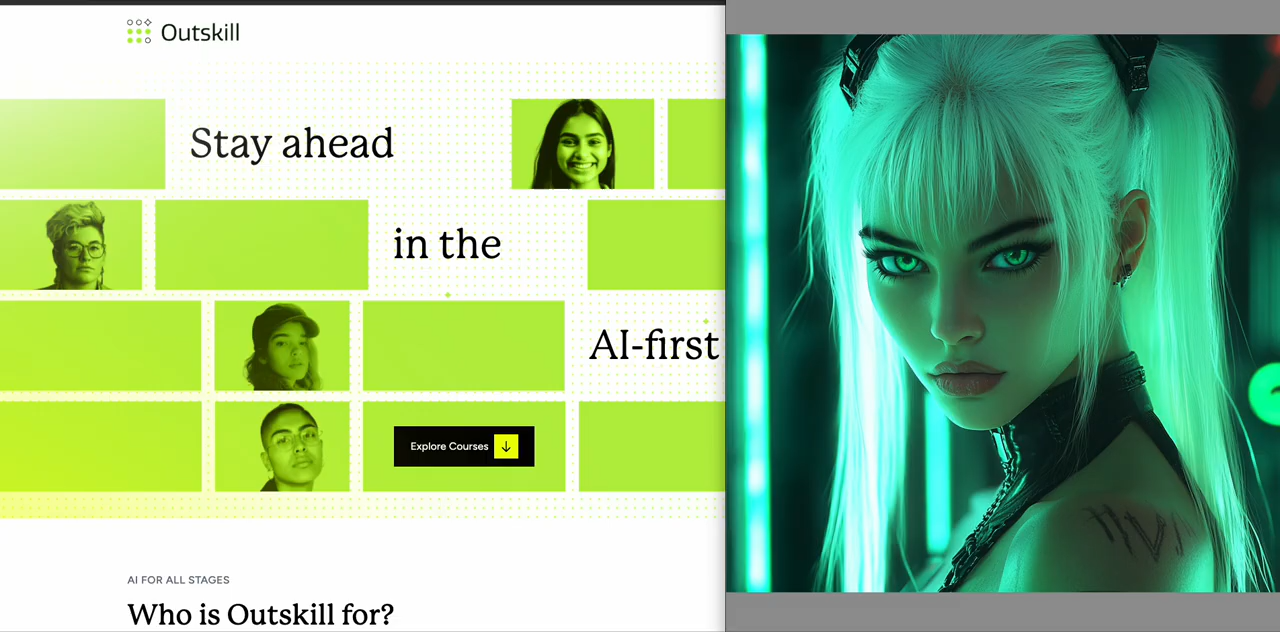 Outskill
Stay ahead
in the
AI-first
Explore Courses
AI FOR ALL STAGES
Who is Outskill for?